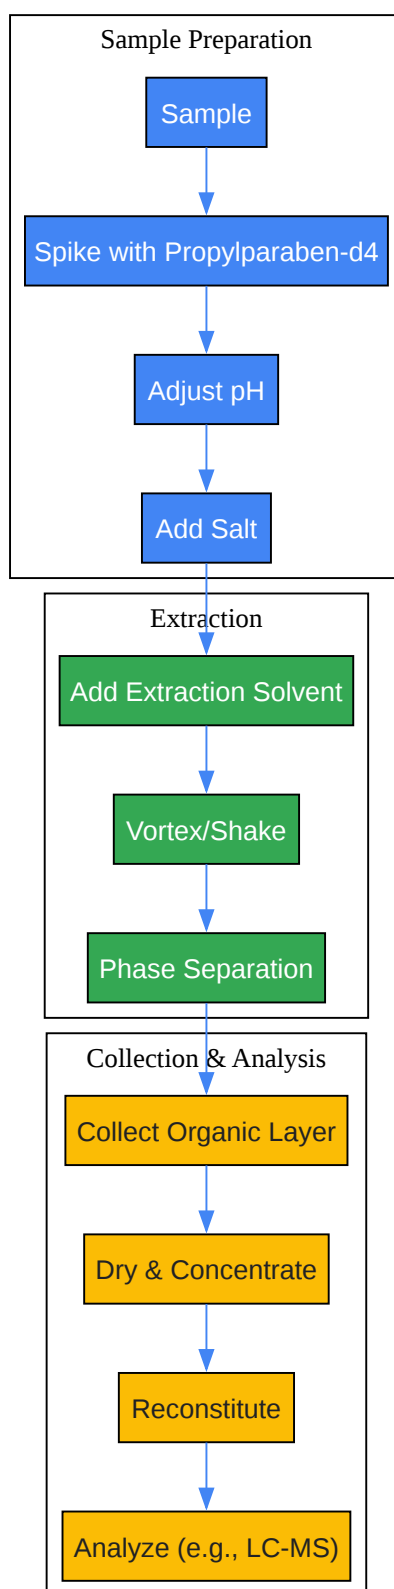 Sample Preparation
Sample
Spike with Propylparaben-d4
Adjust pH
Add Salt
Extraction
Add Extraction Solvent
Vortex/Shake
Phase Separation
Collection & Analysis
Collect Organic Layer
Dry & Concentrate
Reconstitute
Analyze (e.g., LC-MS)